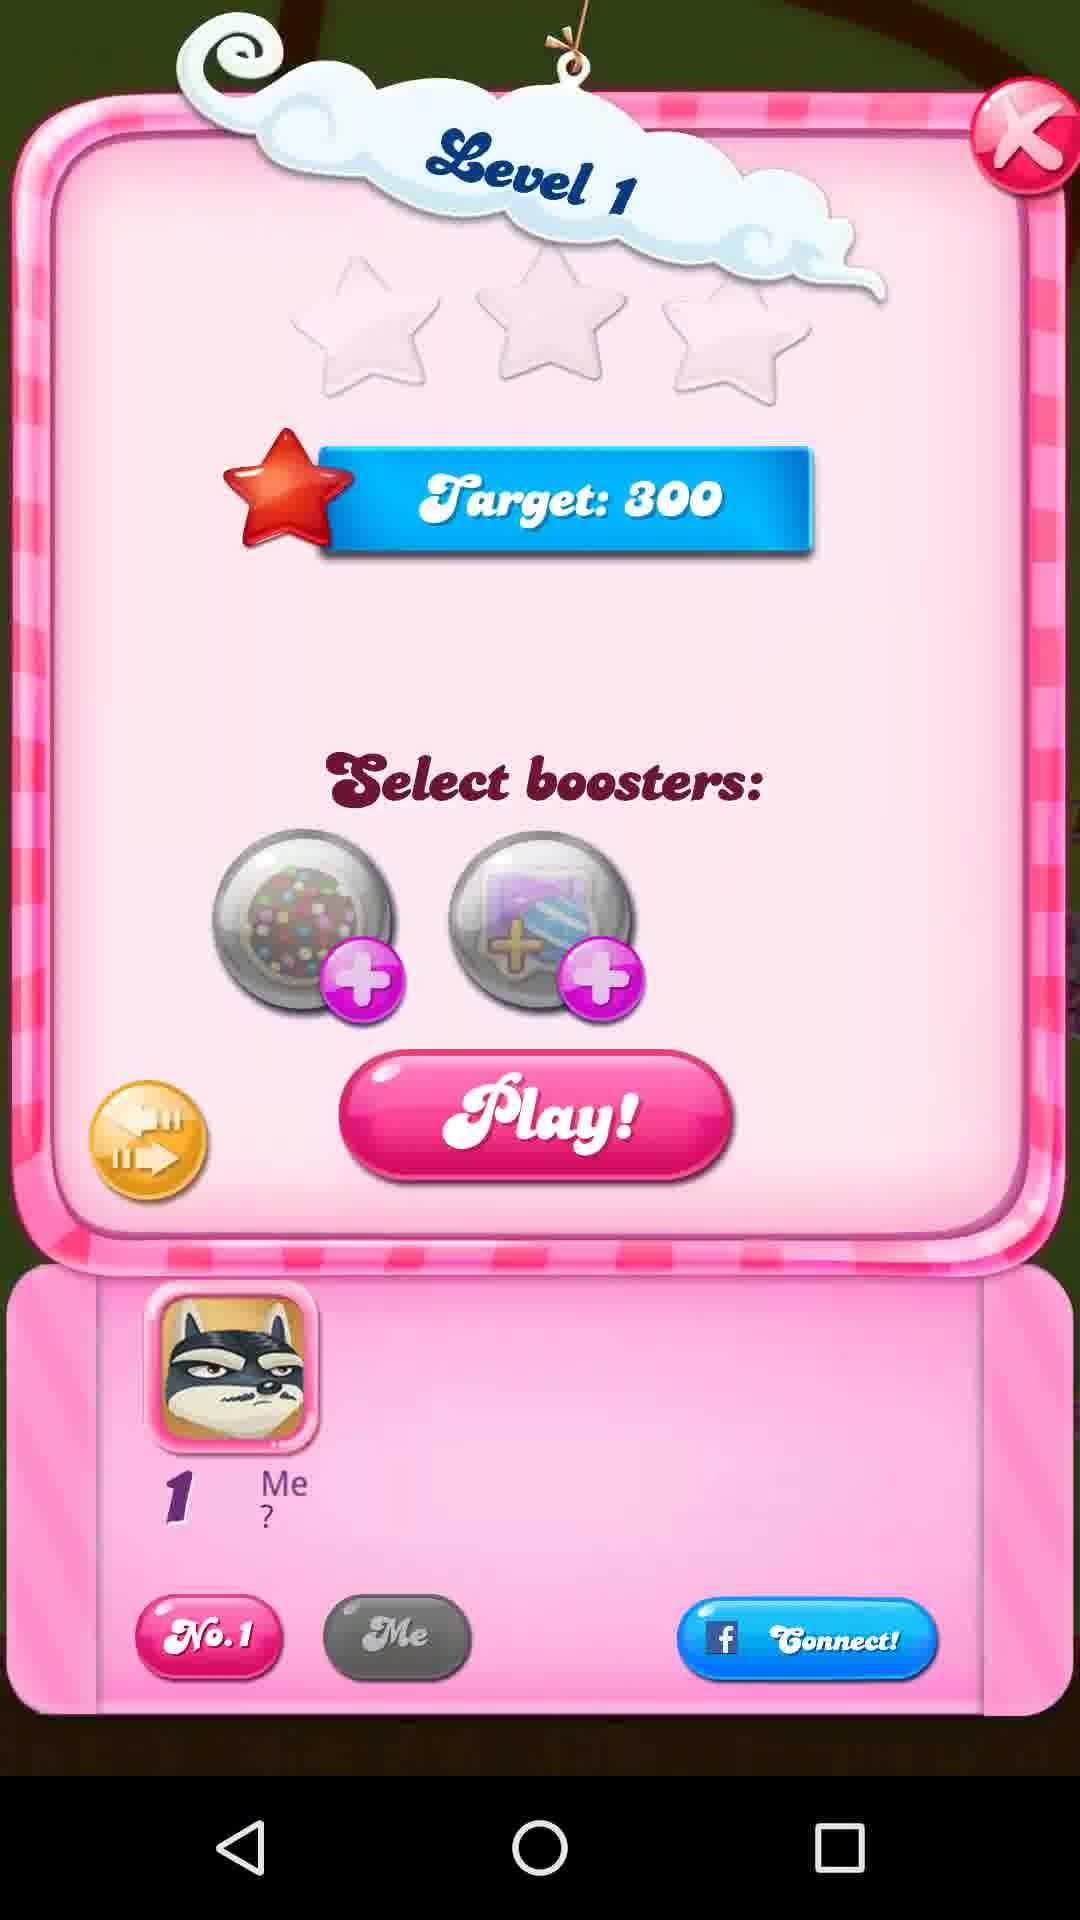 Level 1
Target: 300
Select boosters:
Play!
1 Me
?
No.1 Me f Connect!